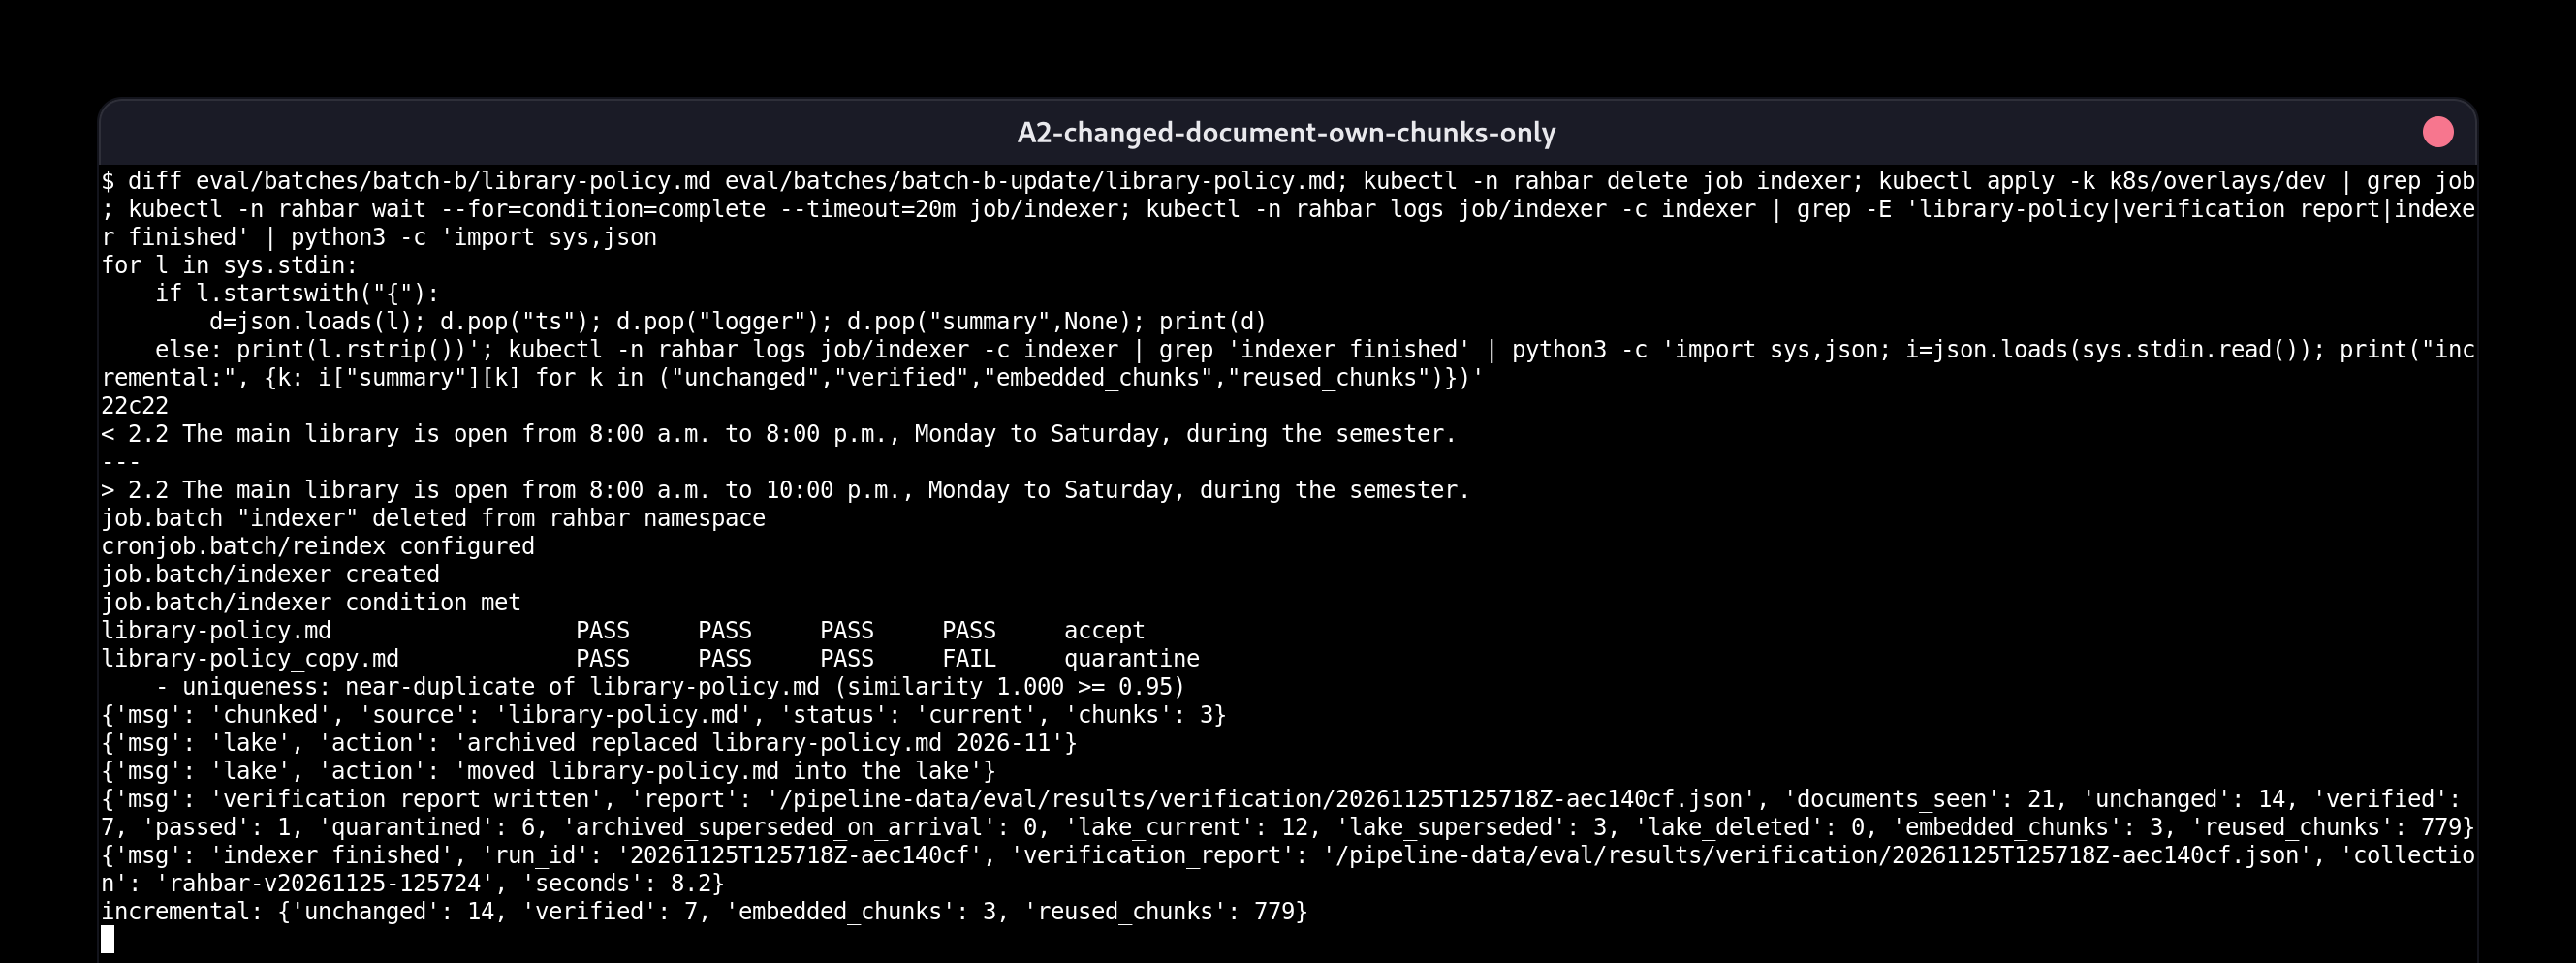 A2-changed-document-own-chunks-only
$ diff eval/batches/batch-b/library-policy.md eval/batches/batch-b-update/library-policy.md; kubectl -n rahbar delete job indexer; kubectl apply -k k8s/overlays/dev | grep job
; kubectl -n rahbar wait --for=condition=complete --timeout=20m job/indexer; kubectl -n rahbar logs job/indexer -c indexer | grep -E 'library-policy|verification report|indexe
r finished' | python3 -c 'import sys,json
for l in sys.stdin:
    if l.startswith("{"):
        d=json.loads(l); d.pop("ts"); d.pop("logger"); d.pop("summary",None); print(d)
    else: print(l.rstrip())'; kubectl -n rahbar logs job/indexer -c indexer | grep 'indexer finished' | python3 -c 'import sys,json; i=json.loads(sys.stdin.read()); print("inc
remental:", {k: i["summary"][k] for k in ("unchanged","verified","embedded_chunks","reused_chunks")})'
22c22
< 2.2 The main library is open from 8:00 a.m. to 8:00 p.m., Monday to Saturday, during the semester.
---
> 2.2 The main library is open from 8:00 a.m. to 10:00 p.m., Monday to Saturday, during the semester.
job.batch "indexer" deleted from rahbar namespace
cronjob.batch/reindex configured
job.batch/indexer created
job.batch/indexer condition met
library-policy.md                  PASS     PASS     PASS     PASS     accept
library-policy_copy.md             PASS     PASS     PASS     FAIL     quarantine
    - uniqueness: near-duplicate of library-policy.md (similarity 1.000 >= 0.95)
{'msg': 'chunked', 'source': 'library-policy.md', 'status': 'current', 'chunks': 3}
{'msg': 'lake', 'action': 'archived replaced library-policy.md 2026-11'}
{'msg': 'lake', 'action': 'moved library-policy.md into the lake'}
{'msg': 'verification report written', 'report': '/pipeline-data/eval/results/verification/20261125T125718Z-aec140cf.json', 'documents_seen': 21, 'unchanged': 14, 'verified':
7, 'passed': 1, 'quarantined': 6, 'archived_superseded_on_arrival': 0, 'lake_current': 12, 'lake_superseded': 3, 'lake_deleted': 0, 'embedded_chunks': 3, 'reused_chunks': 779}
{'msg': 'indexer finished', 'run_id': '20261125T125718Z-aec140cf', 'verification_report': '/pipeline-data/eval/results/verification/20261125T125718Z-aec140cf.json', 'collectio
n': 'rahbar-v20261125-125724', 'seconds': 8.2}
incremental: {'unchanged': 14, 'verified': 7, 'embedded_chunks': 3, 'reused_chunks': 779}